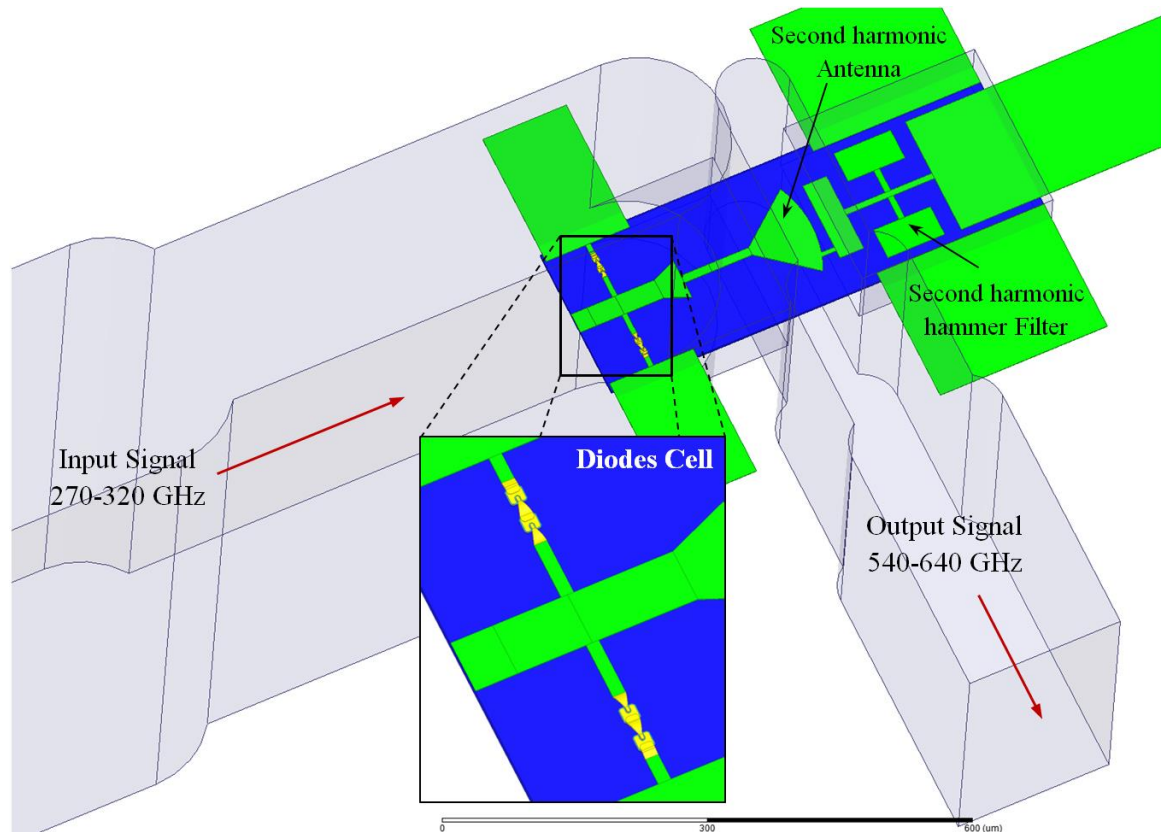 Second harmonic
Antenna
Second harmonic
hammer Filter
Input Signal
270-320 GHz
Diodes Cell
Output Signal
540-640 GHz
0
300
600 (um)